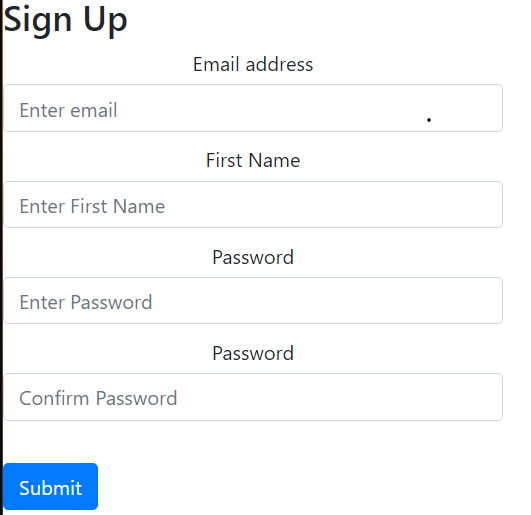 Sign Up
Email address
Enter email
First Name
Enter First Name
Password
Enter Password
Password
Confirm Password
Submit